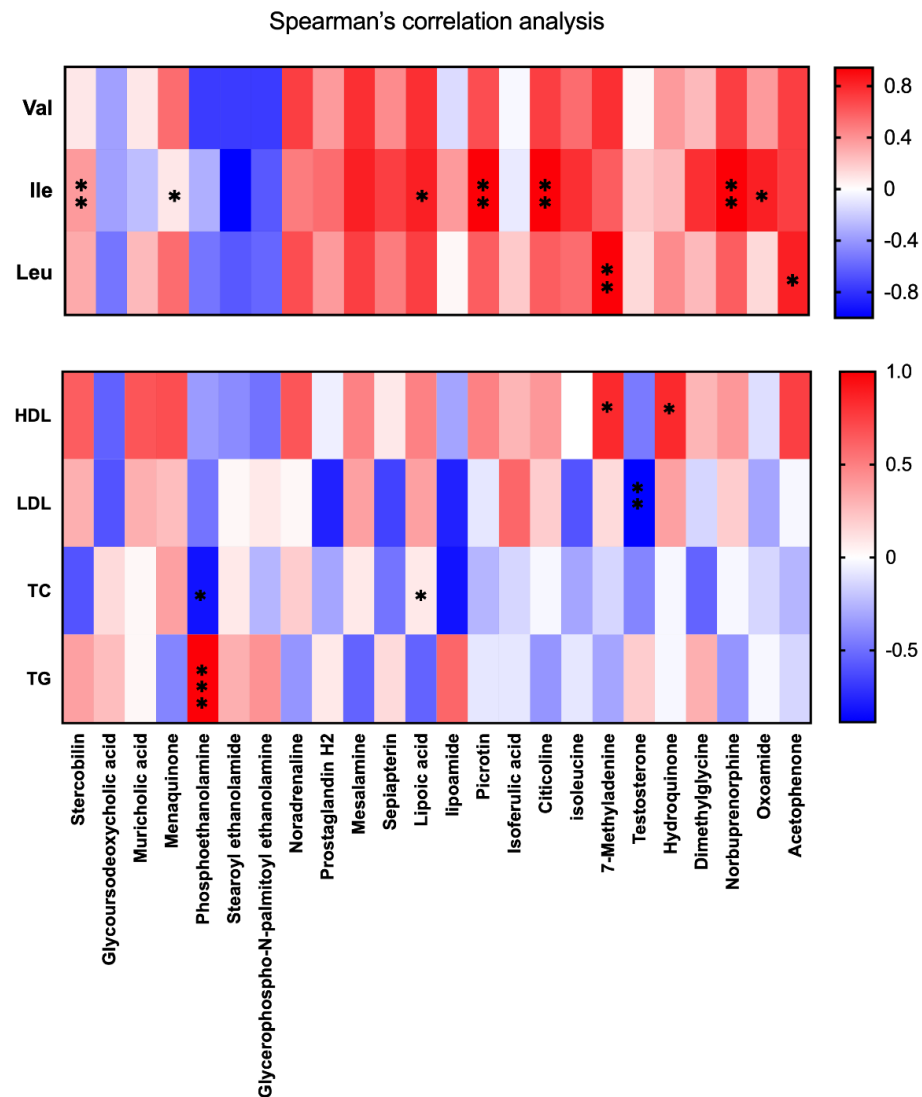 Spearman's correlation analysis
Val
Ile
Leu
** * * ** ** ** *
** *
0.8
0.4
0
-0.4
-0.8
HDL
LDL
TC
TG
* *
**
* *
***
1.0
0.5
0
-0.5
Stercobilin
Glycoursodeoxycholic acid
Muricholic acid
Menaquinone
Phosphoethanolamine
Stearoyl ethanolamide
Glycerophospho-N-palmitoyl ethanolamine
Noradrenaline
Prostaglandin H2
Mesalamine
Sepiapterin
Lipoic acid
lipoamide
Picrotin
Isoferulic acid
Citicoline
isoleucine
7-Methyladenine
Testosterone
Hydroquinone
Dimethylglycine
Norbuprenorphine
Oxoamide
Acetophenone